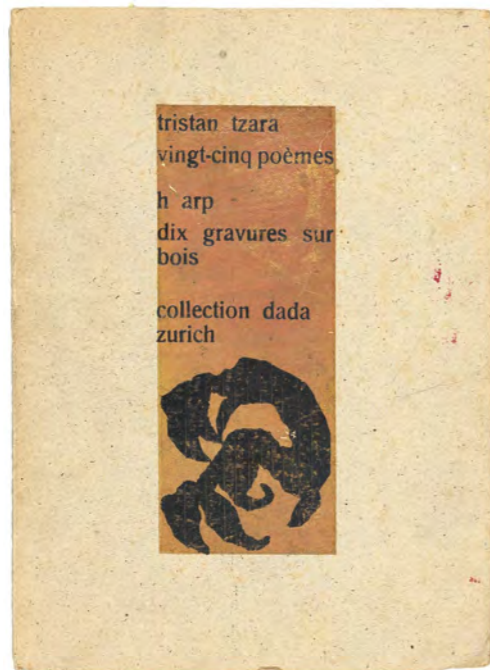 tristan tzara
vingt-cinq poèmes
h arp
dix gravures sur
bois
collection dada
zurich